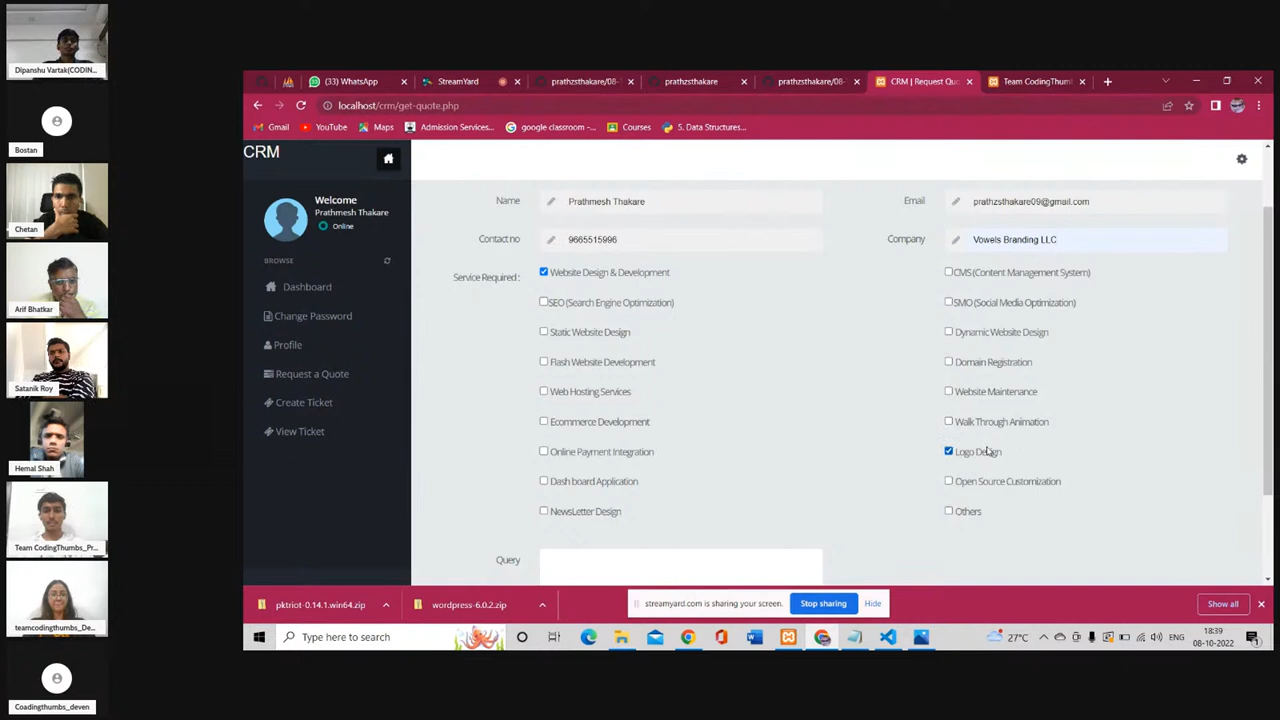 Dipanshu Vartak(CODIN...
Bostan
Chetan
Arif Bhatkar
Satanik Roy
Hemal Shah
Team CodingThumbs_Pr...
teamcodingthumbs_De...
Coadingthumbs_deven
(33) WhatsApp
StreamYard
prathzsthakare/08-
prathzsthakare
prathzsthakare/08-
CRM | Request Quo
Team CodingThumb
localhost/crm/get-quote.php
Gmail
YouTube
Maps
Admission Services...
google classroom -...
Courses
5. Data Structures...
CRM
Welcome
Prathmesh Thakare
Online
BROWSE
Dashboard
Change Password
Profile
Request a Quote
Create Ticket
View Ticket
Name
Prathmesh Thakare
Email
prathzsthakare09@gmail.com
Contact no
9665515996
Company
Vowels Branding LLC
Service Required :
Website Design & Development
CMS (Content Management System)
SEO (Search Engine Optimization)
SMO (Social Media Optimization)
Static Website Design
Dynamic Website Design
Flash Website Development
Domain Registration
Web Hosting Services
Website Maintenance
Ecommerce Development
Walk Through Animation
Online Payment Integration
Logo Design
Dash board Application
Open Source Customization
NewsLetter Design
Others
Query
pktriot-0.14.1.win64.zip
wordpress-6.0.2.zip
streamyard.com is sharing your screen.
Stop sharing
Hide
Show all
Type here to search
27°C
ENG
18:39
08-10-2022